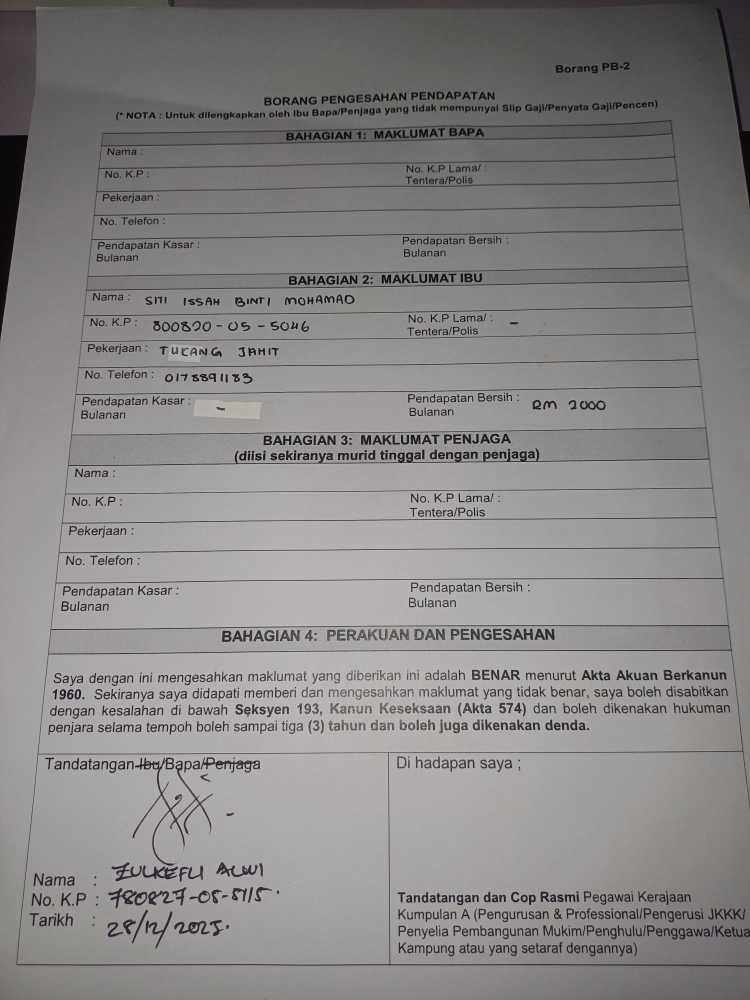 Borang PB-2
BORANG PENGESAHAN PENDAPATAN
(* NOTA : Untuk dilengkapkan oleh Ibu Bapa/Penjaga yang tidak mempunyai Slip Gaji/Penyata Gaji/Pencen)
BAHAGIAN 1: MAKLUMAT BAPA
Nama :
No. K.P : No. K.P Lama/ :
Tentera/Polis
Pekerjaan :
No. Telefon :
Pendapatan Kasar : Pendapatan Bersih :
Bulanan Bulanan
BAHAGIAN 2: MAKLUMAT IBU
Nama : SITI ISSAH BINTI MOHAMAD
No. K.P : 800820-05-5046 No. K.P Lama/ : -
Tentera/Polis
Pekerjaan : TUKANG JAHIT
No. Telefon : 0178891183
Pendapatan Kasar : - Pendapatan Bersih : RM 2000
Bulanan Bulanan
BAHAGIAN 3: MAKLUMAT PENJAGA
(diisi sekiranya murid tinggal dengan penjaga)
Nama :
No. K.P : No. K.P Lama/ :
Tentera/Polis
Pekerjaan :
No. Telefon :
Pendapatan Kasar : Pendapatan Bersih :
Bulanan Bulanan
BAHAGIAN 4: PERAKUAN DAN PENGESAHAN
Saya dengan ini mengesahkan maklumat yang diberikan ini adalah BENAR menurut Akta Akuan Berkanun
1960. Sekiranya saya didapati memberi dan mengesahkan maklumat yang tidak benar, saya boleh disabitkan
dengan kesalahan di bawah Seksyen 193, Kanun Keseksaan (Akta 574) dan boleh dikenakan hukuman
penjara selama tempoh boleh sampai tiga (3) tahun dan boleh juga dikenakan denda.
Tandatangan Ibu/Bapa/Penjaga
Nama : ZULKEFLI ALWI
No. K.P : 780827-05-5115.
Tarikh : 28/12/2025.
Di hadapan saya ;
Tandatangan dan Cop Rasmi Pegawai Kerajaan
Kumpulan A (Pengurusan & Professional/Pengerusi JKKK/
Penyelia Pembangunan Mukim/Penghulu/Penggawa/Ketua
Kampung atau yang setaraf dengannya)